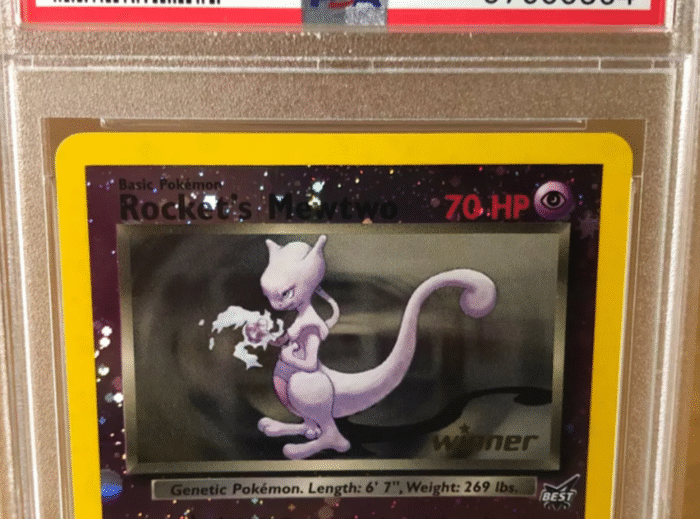 Basic Pokémon
Rocket's Mewtwo 70 HP
winner
Genetic Pokémon. Length: 6' 7", Weight: 269 lbs.
BEST